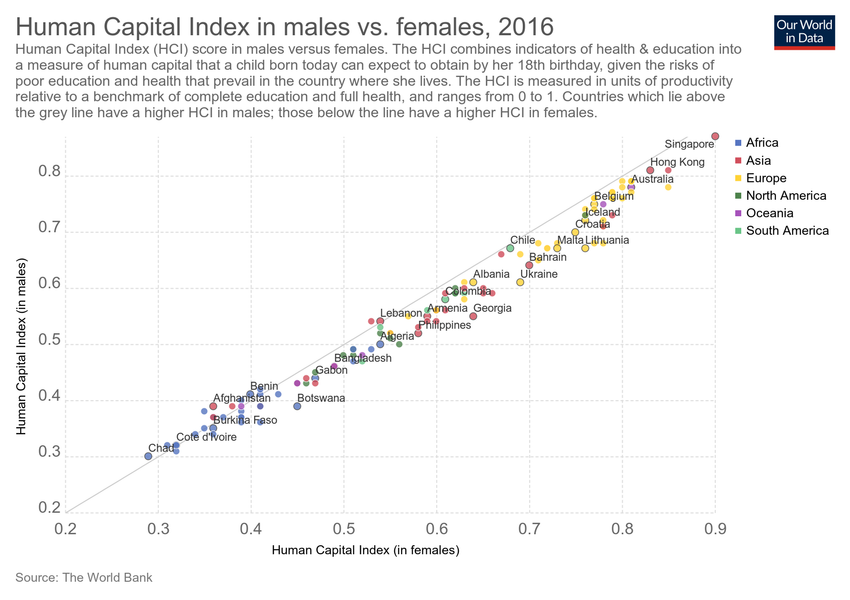 Human Capital Index in males vs. females, 2016
Our World
in Data
Human Capital Index (HCI) score in males versus females. The HCI combines indicators of health & education into
a measure of human capital that a child born today can expect to obtain by her 18th birthday, given the risks of
poor education and health that prevail in the country where she lives. The HCI is measured in units of productivity
relative to a benchmark of complete education and full health, and ranges from 0 to 1. Countries which lie above
the grey line have a higher HCI in males; those below the line have a higher HCI in females.
Africa
Asia
Europe
North America
Oceania
South America
Human Capital Index (in males)
0.8
0.7
0.6
0.5
0.4
0.3
0.2
Singapore
Hong Kong
Australia
Belgium
Iceland
Croatia
Chile
Malta
Lithuania
Bahrain
Albania
Ukraine
Colombia
Lebanon
Armenia
Georgia
Philippines
Algeria
Bangladesh
Gabon
Benin
Afghanistan
Botswana
Burkina Faso
Cote d'Ivoire
Chad
0.2
0.3
0.4
0.5
0.6
0.7
0.8
0.9
Human Capital Index (in females)
Source: The World Bank